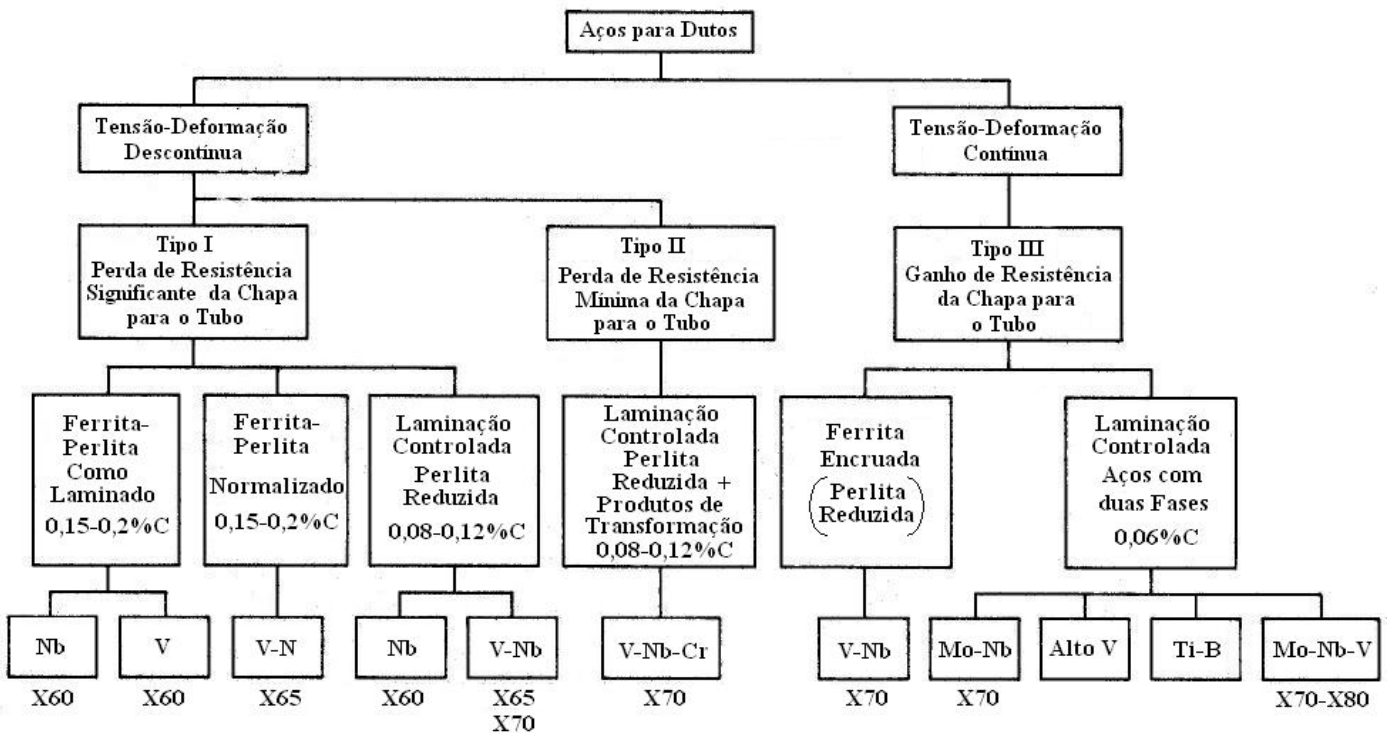 Aços para Dutos
Tensão-Deformação
Descontínua
Tensão-Deformação
Contínua
Tipo I
Perda de Resistência
Significante da Chapa
para o Tubo
Tipo II
Perda de Resistência
Mínima da Chapa
para o Tubo
Tipo III
Ganho de Resistência
da Chapa para
o Tubo
Ferrita-
Perlita
Como
Laminado
0,15-0,2%C
Ferrita-
Perlita
Normalizado
0,15-0,2%C
Laminação
Controlada
Perlita
Reduzida
0,08-0,12%C
Laminação
Controlada
Perlita
Reduzida +
Produtos de
Transformação
0,08-0,12%C
Ferrita
Encruada
(Perlita
Reduzida)
Laminação
Controlada
Aços com
duas Fases
0,06%C
Nb
X60
V
X60
V-N
X65
Nb
X60
V-Nb
X65
X70
V-Nb-Cr
X70
V-Nb
X70
Mo-Nb
X70
Alto V
Ti-B
Mo-Nb-V
X70-X80